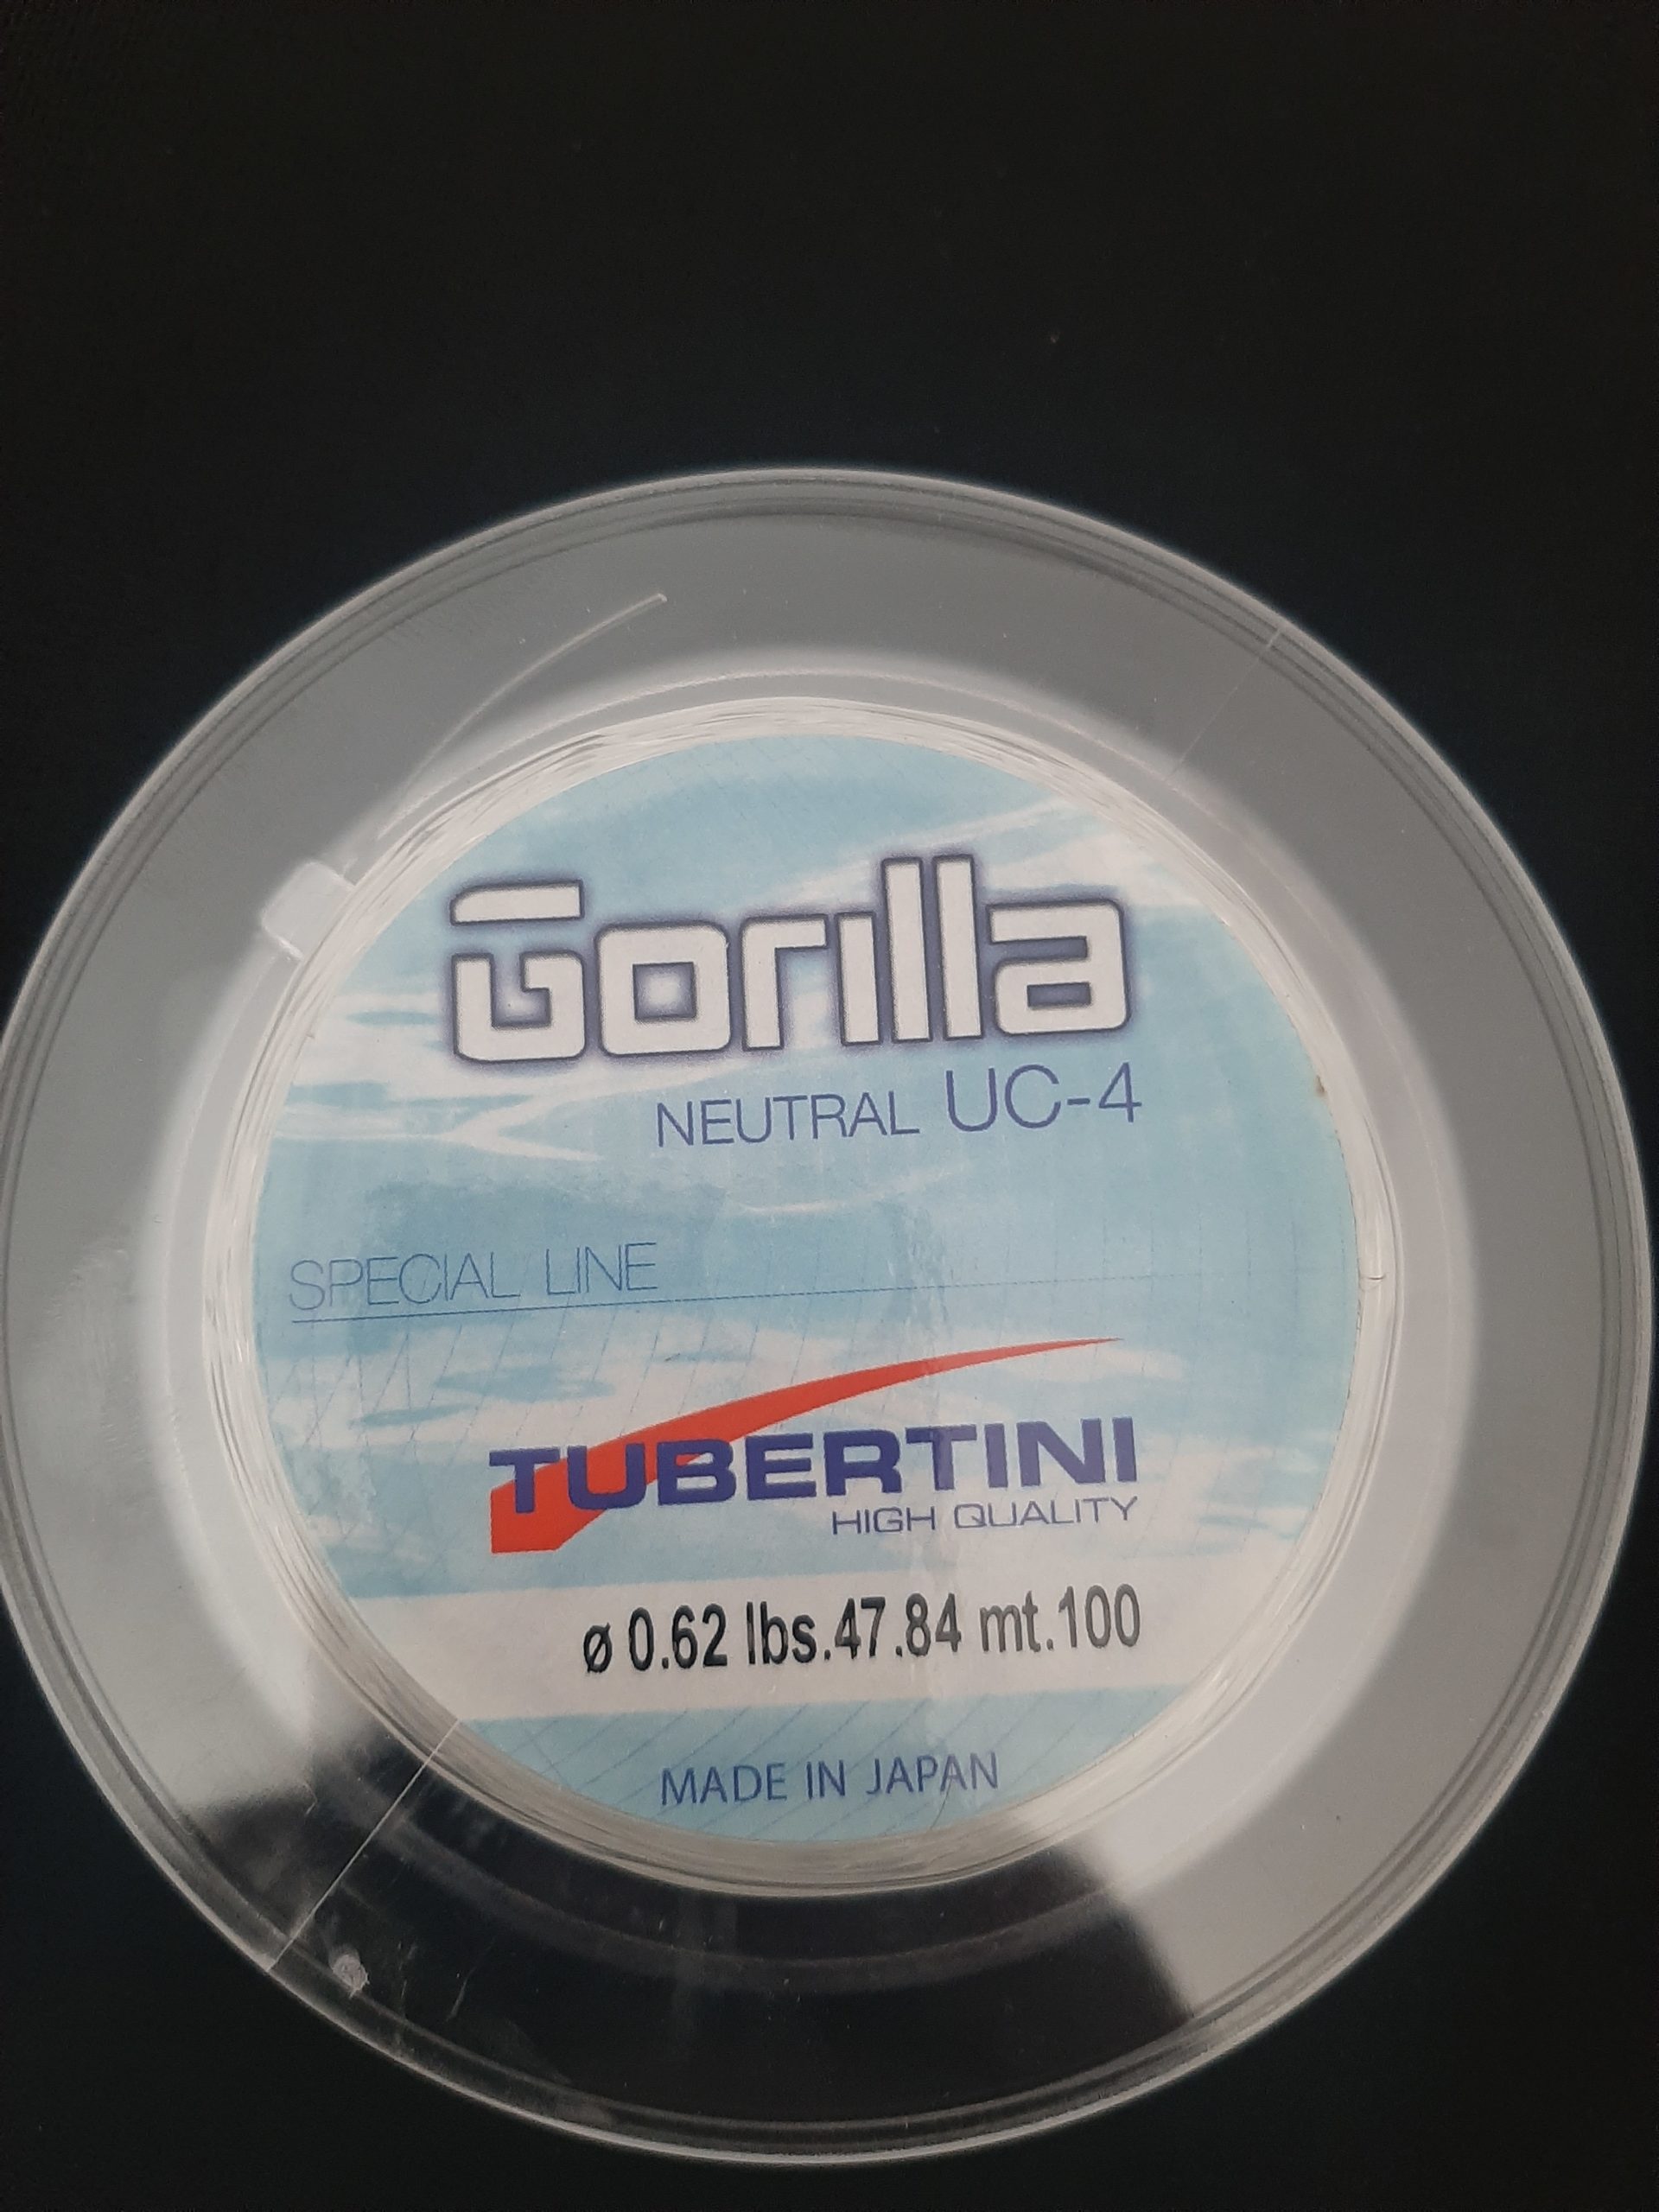 Gorilla
NEUTRAL UC-4
SPECIAL LINE
TUBERTINI
HIGH QUALITY
ø 0.62 lbs.47.84 mt.100
MADE IN JAPAN